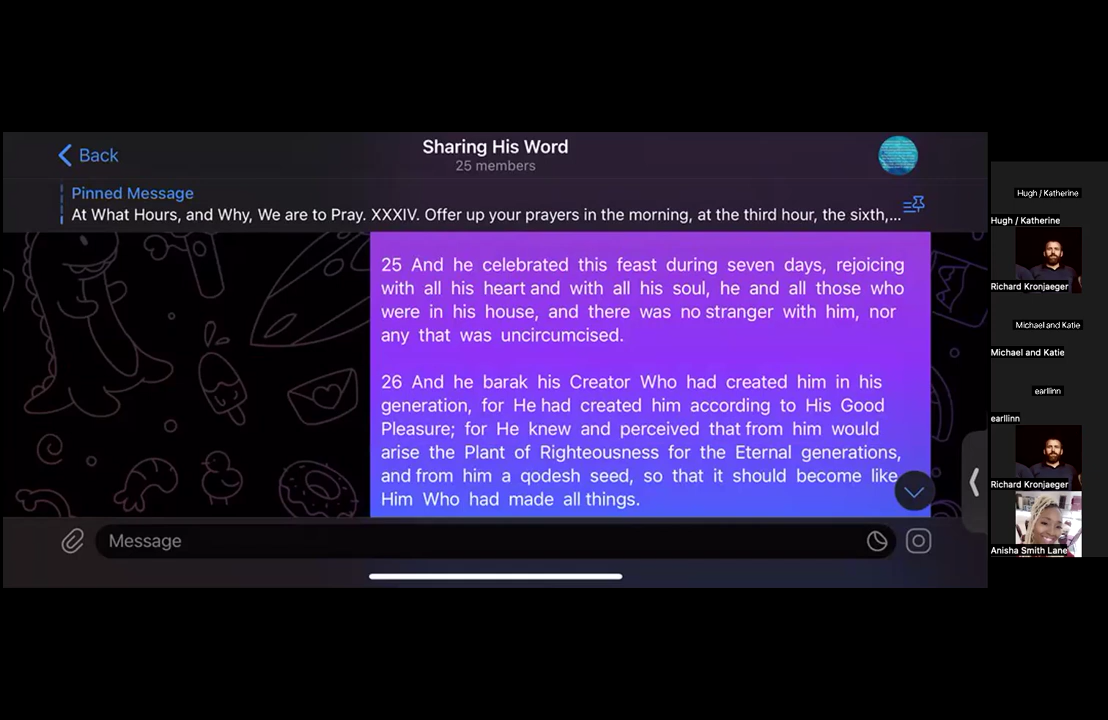 Back
Sharing His Word
25 members
Pinned Message
At What Hours, and Why, We are to Pray. XXXIV. Offer up your prayers in the morning, at the third hour, the sixth,...
25 And he celebrated this feast during seven days, rejoicing
with all his heart and with all his soul, he and all those who
were in his house, and there was no stranger with him, nor
any that was uncircumcised.
26 And he barak his Creator Who had created him in his
generation, for He had created him according to His Good
Pleasure; for He knew and perceived that from him would
arise the Plant of Righteousness for the Eternal generations,
and from him a qodesh seed, so that it should become like
Him Who had made all things.
Message
Hugh / Katherine
Hugh / Katherine
Richard Kronjaeger
Michael and Katie
Michael and Katie
earllinn
earllinn
Richard Kronjaeger
Anisha Smith Lane